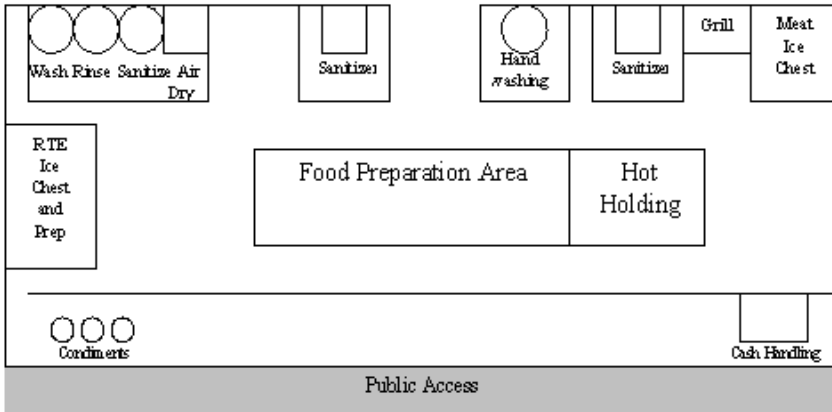 Wash Rinse Sanitize Air
Dry
Sanitizer
Hand
washing
Sanitizer
Grill
Meat
Ice
Chest
RTE
Ice
Chest
and
Prep
Food Preparation Area
Hot
Holding
Condiments
Cash Handling
Public Access